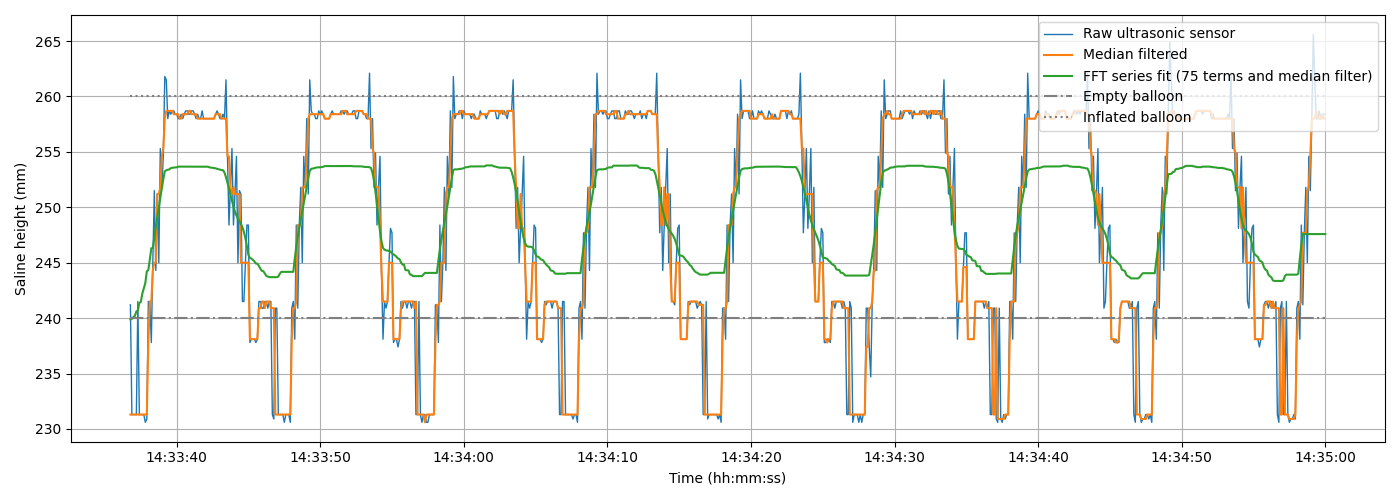 Raw ultrasonic sensor
Median filtered
FFT series fit (75 terms and median filter)
Empty balloon
Inflated balloon
Saline height (mm)
265
260
255
250
245
240
235
230
14:33:40 14:33:50 14:34:00 14:34:10 14:34:20 14:34:30 14:34:40 14:34:50 14:35:00
Time (hh:mm:ss)